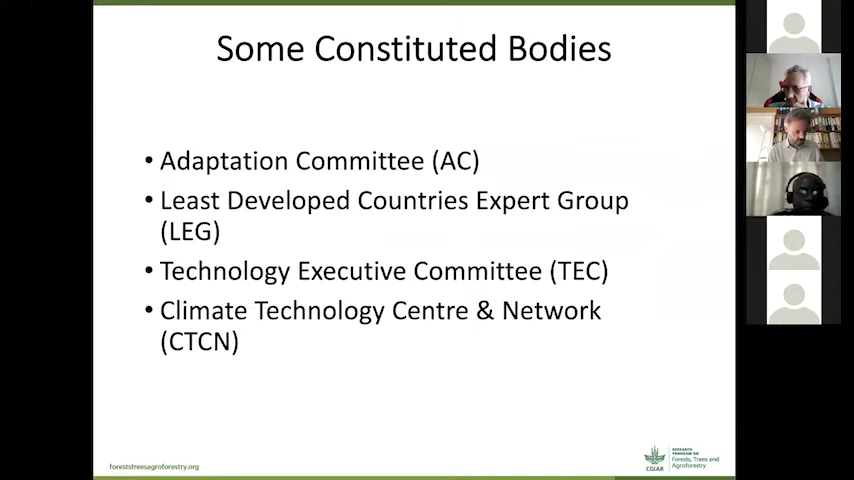 Some Constituted Bodies
• Adaptation Committee (AC)
• Least Developed Countries Expert Group
(LEG)
• Technology Executive Committee (TEC)
• Climate Technology Centre & Network
(CTCN)
foreststreesagroforestry.org
CGIAR
RESEARCH
PROGRAM ON
Forests, Trees and
Agroforestry